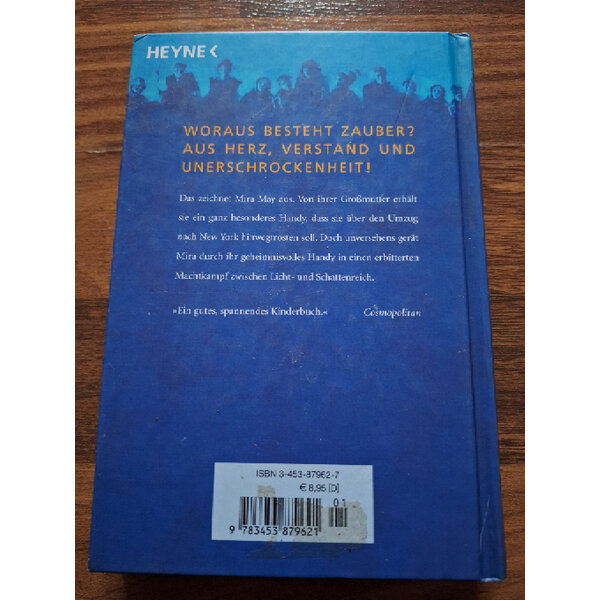 HEYNE <
WORAUS BESTEHT ZAUBER?
AUS HERZ, VERSTAND UND
UNERSCHROCKENHEIT!
Das zeichnet Mira May aus. Von ihrer Großmutter erhält
sie ein ganz besonderes Handy, dass sie über den Umzug
nach New York hinwegtrösten soll. Doch unversehens gerät
Mira durch ihr geheimnisvolles Handy in einen erbitterten
Machtkampf zwischen Licht- und Schattenreich.
»Ein gutes, spannendes Kinderbuch.« Cosmopolitan
ISBN 3-453-87962-7
€ 8,95 [D]
01
9 783453 879621